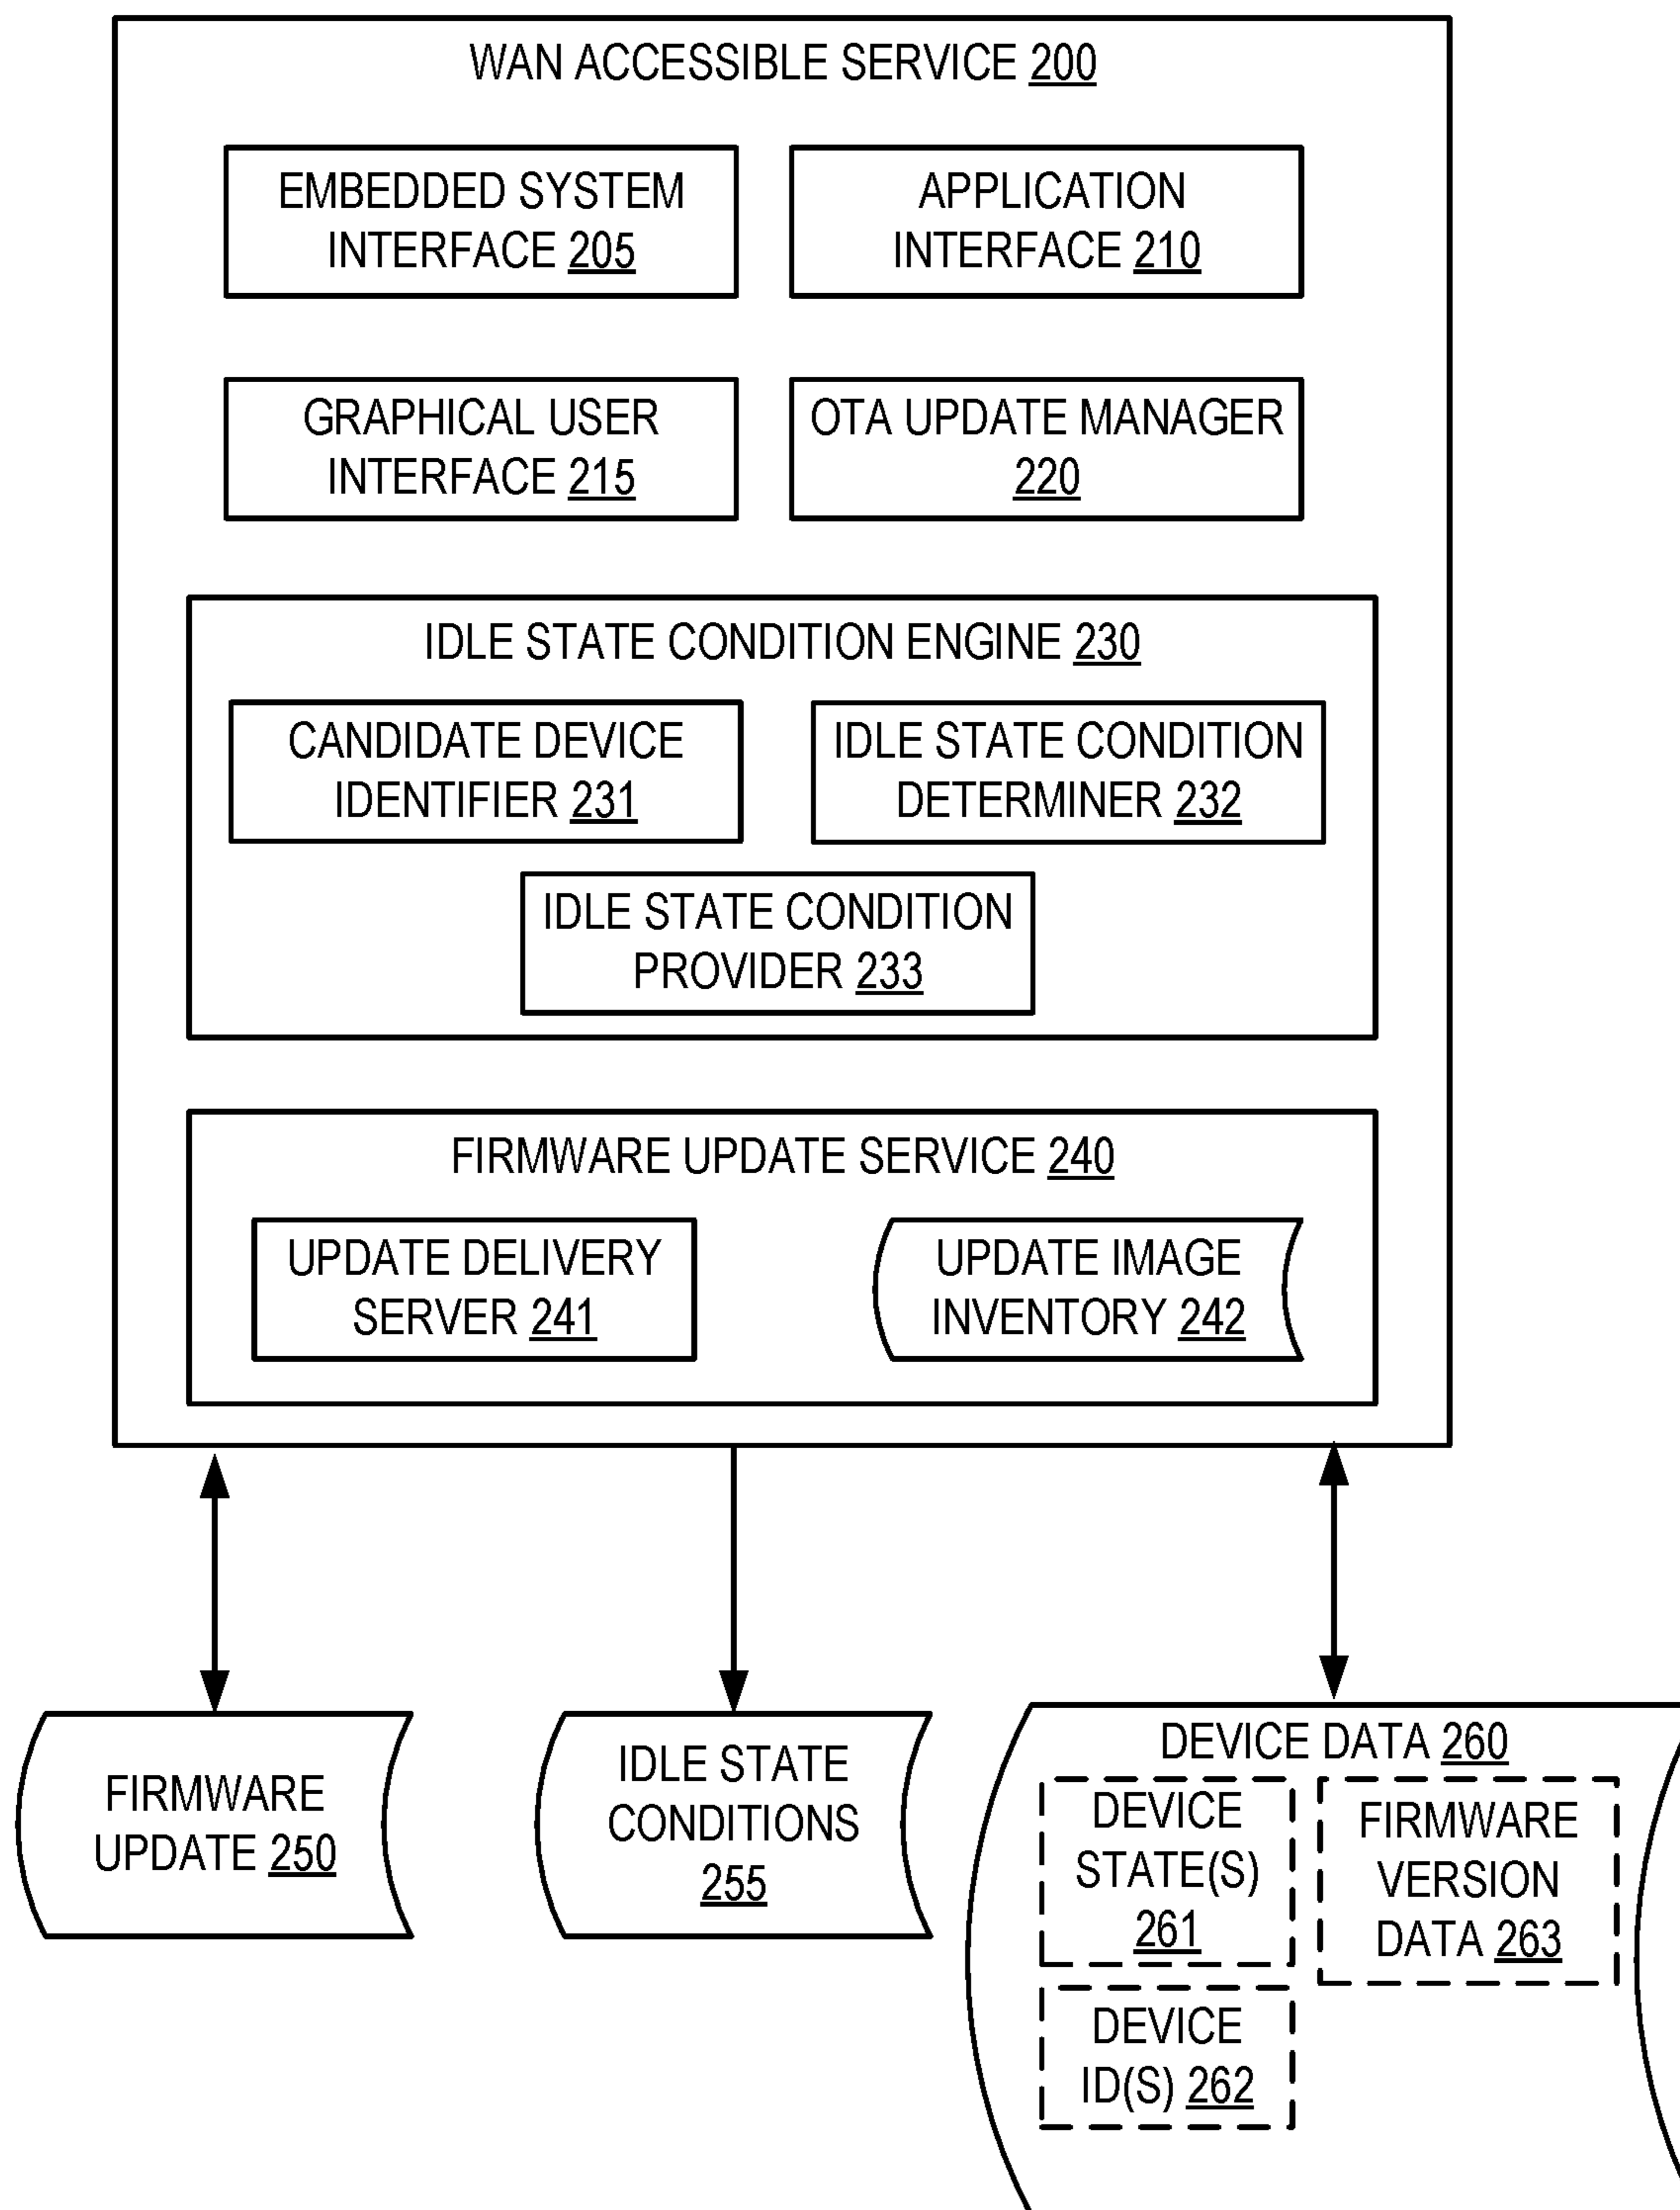 WAN ACCESSIBLE SERVICE 200
EMBEDDED SYSTEM
INTERFACE 205
APPLICATION
INTERFACE 210
GRAPHICAL USER
INTERFACE 215
OTA UPDATE MANAGER
220
IDLE STATE CONDITION ENGINE 230
CANDIDATE DEVICE
IDENTIFIER 231
IDLE STATE CONDITION
DETERMINER 232
IDLE STATE CONDITION
PROVIDER 233
FIRMWARE UPDATE SERVICE 240
UPDATE DELIVERY
SERVER 241
UPDATE IMAGE
INVENTORY 242
FIRMWARE
UPDATE 250
IDLE STATE
CONDITIONS
255
DEVICE DATA 260
DEVICE
STATE(S)
261
FIRMWARE
VERSION
DATA 263
DEVICE
ID(S) 262